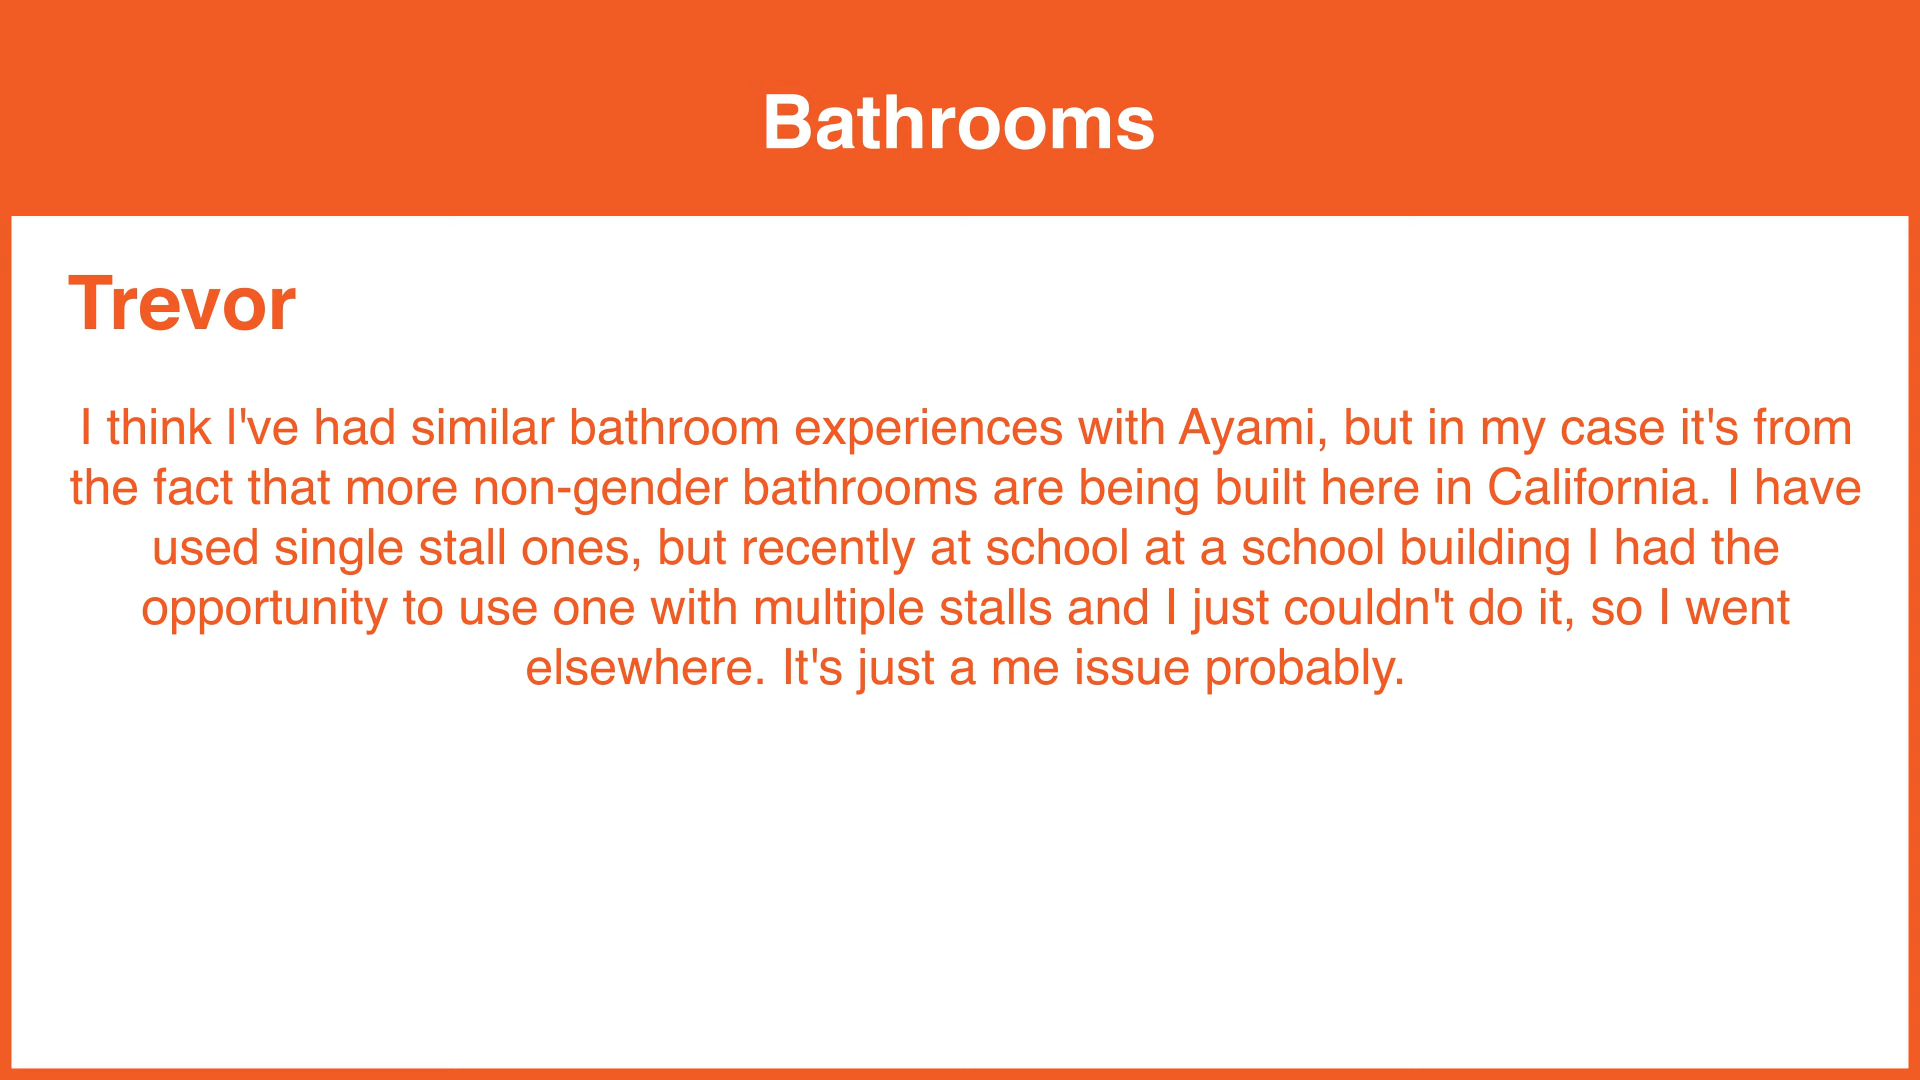 Bathrooms
Trevor
I think I've had similar bathroom experiences with Ayami, but in my case it's from
the fact that more non-gender bathrooms are being built here in California. I have
used single stall ones, but recently at school at a school building I had the
opportunity to use one with multiple stalls and I just couldn't do it, so I went
elsewhere. It's just a me issue probably.